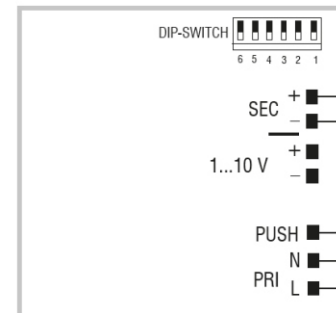 DIP-SWITCH
6 5 4 3 2 1
SEC + −
1...10 V + −
PUSH
PRI N L